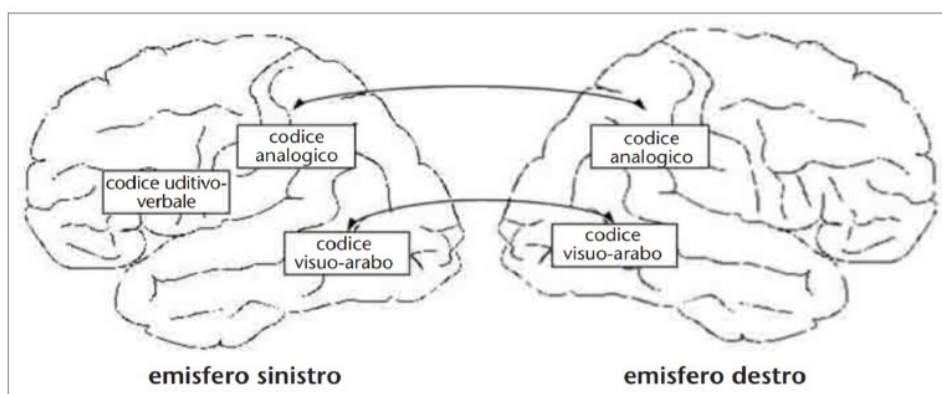 codice
analogico
codice
analogico
codice uditivo-
verbale
codice
visuo-arabo
codice
visuo-arabo
emisfero sinistro
emisfero destro